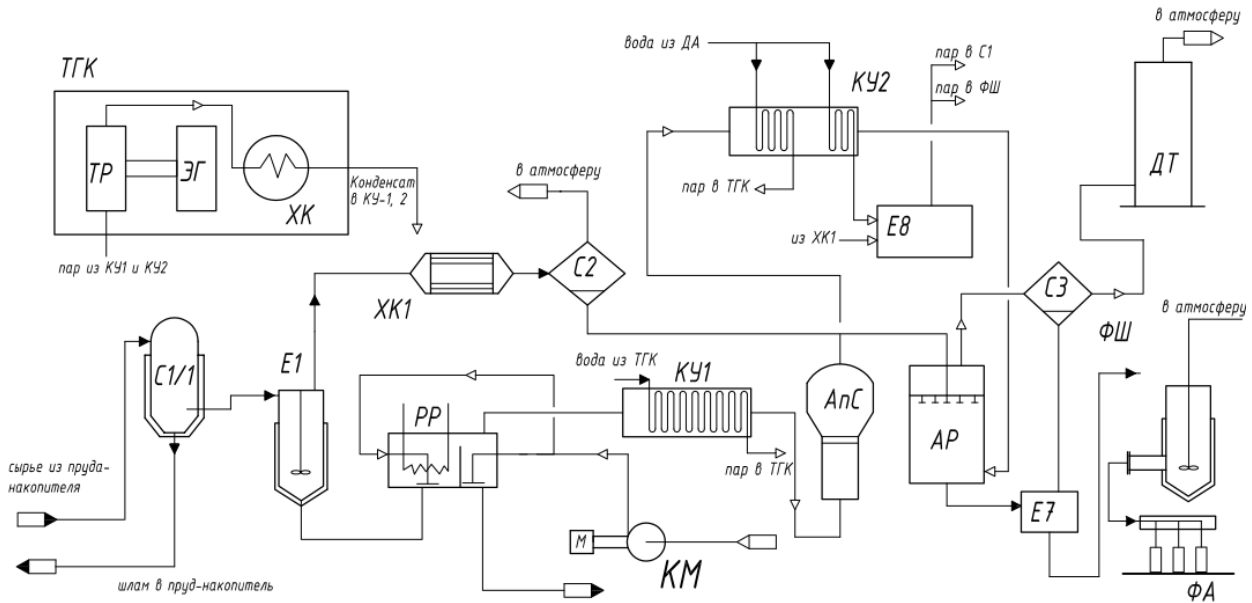 ТГК
ТР
ЭГ
ХК
пар из КУ1 и КУ2
Конденсат
в КУ-1, 2
вода из ДА
КУ2
пар в С1
пар в ФШ
пар в ТГК
из ХК1
Е8
в атмосферу
ДТ
в атмосферу
С2
ХК1
С1/1
Е1
сырье из пруда-
накопителя
шлам в пруд-накопитель
РР
вода из ТГК
КУ1
пар в ТГК
М
КМ
АпС
АР
С3
Е7
ФШ
в атмосферу
ФА